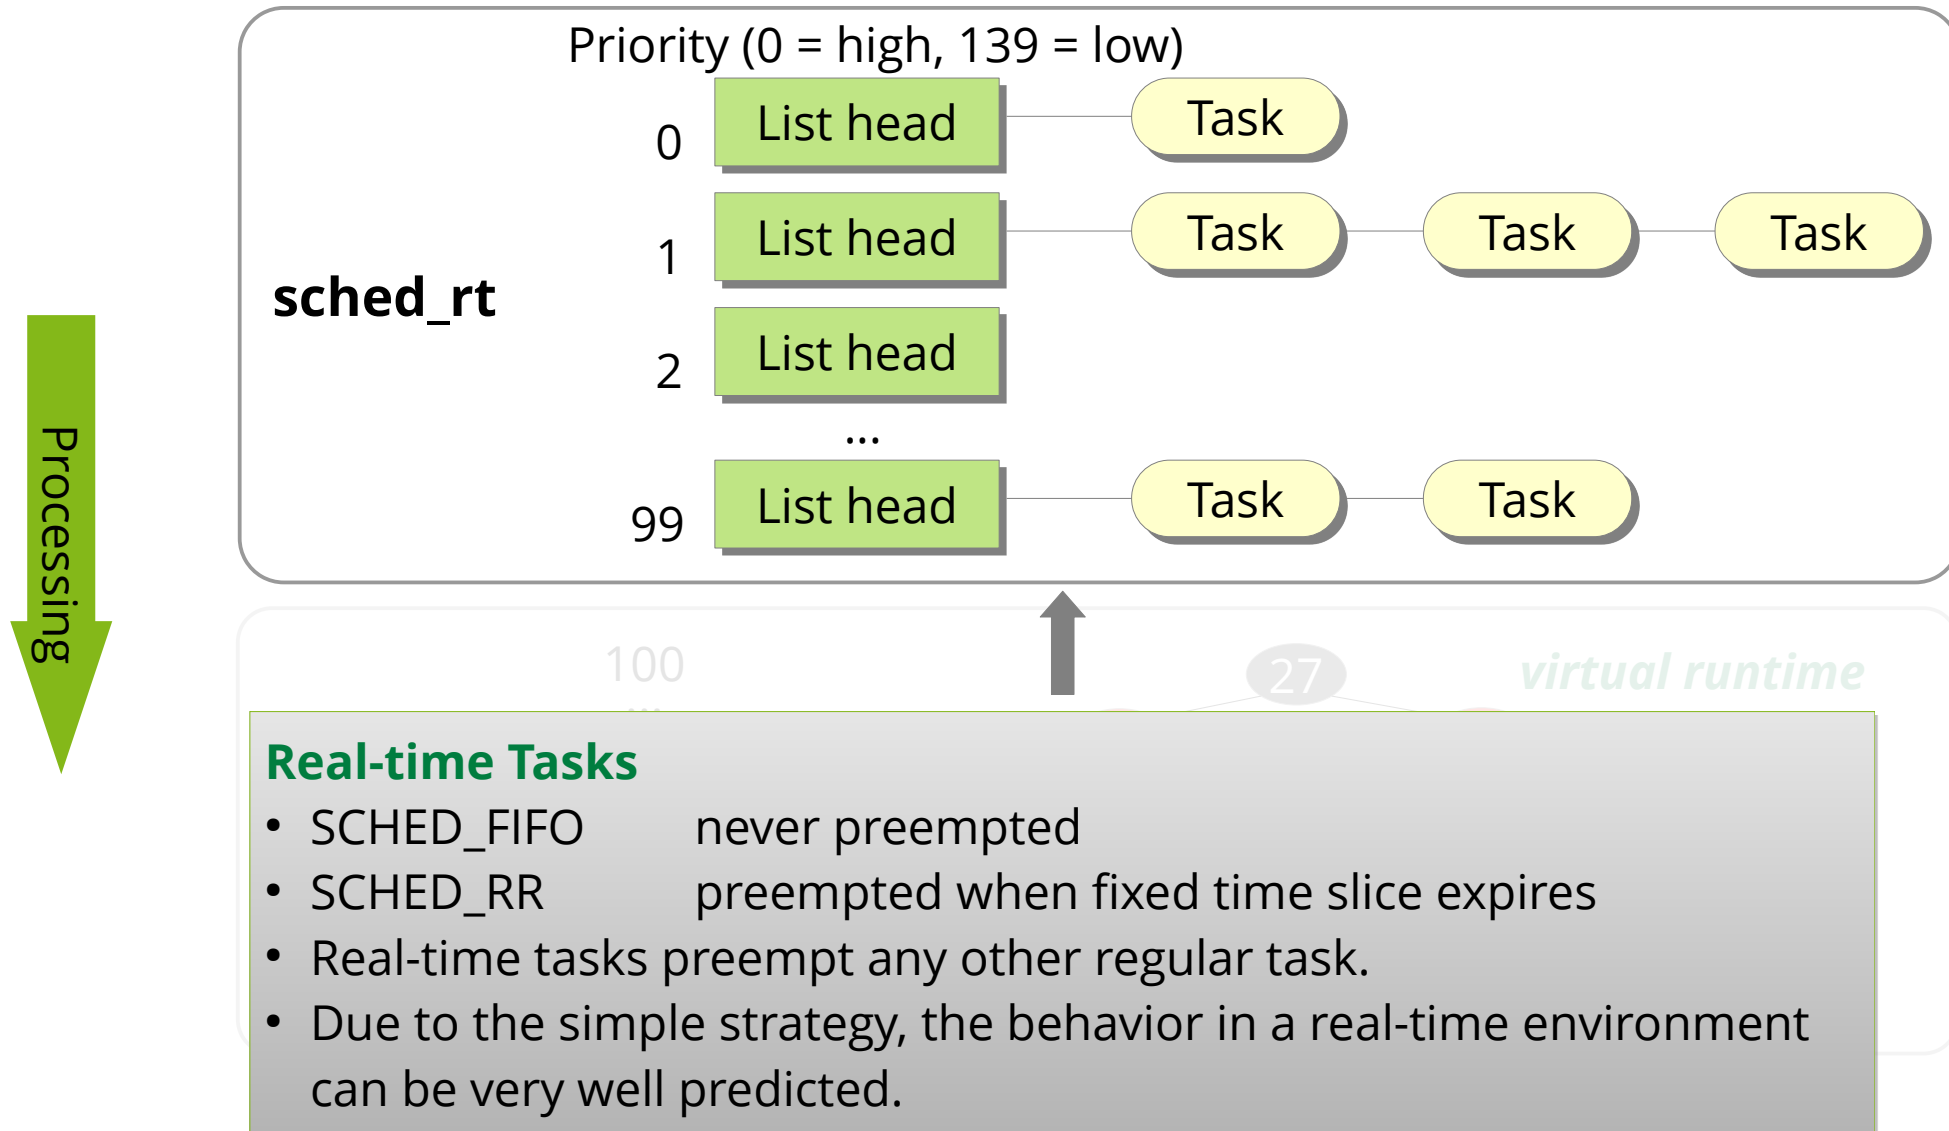 Priority (0 = high, 139 = low)
0 List head Task
1 List head Task Task Task
sched_rt
2 List head
...
99 List head Task Task
Processing
100
27
virtual runtime
Real-time Tasks
• SCHED_FIFO never preempted
• SCHED_RR preempted when fixed time slice expires
• Real-time tasks preempt any other regular task.
• Due to the simple strategy, the behavior in a real-time environment
can be very well predicted.